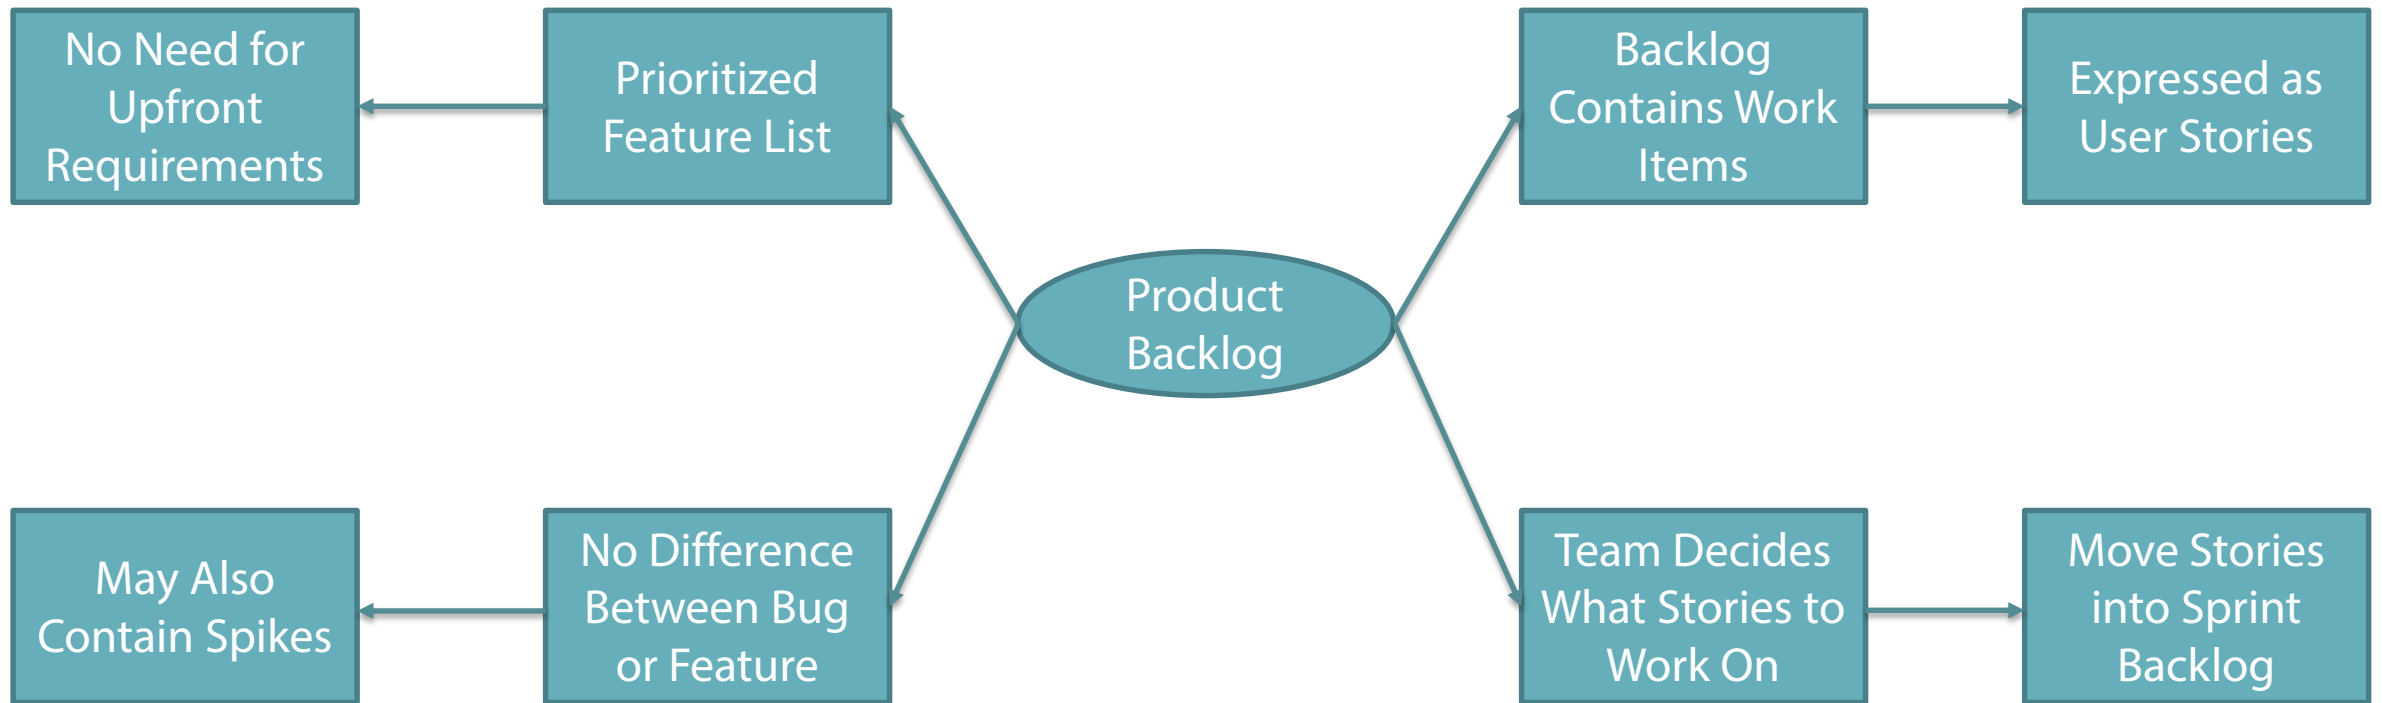 No Need for
Upfront
Requirements
Prioritized
Feature List
Backlog
Contains Work
Items
Expressed as
User Stories
Product
Backlog
May Also
Contain Spikes
No Difference
Between Bug
or Feature
Team Decides
What Stories to
Work On
Move Stories
into Sprint
Backlog